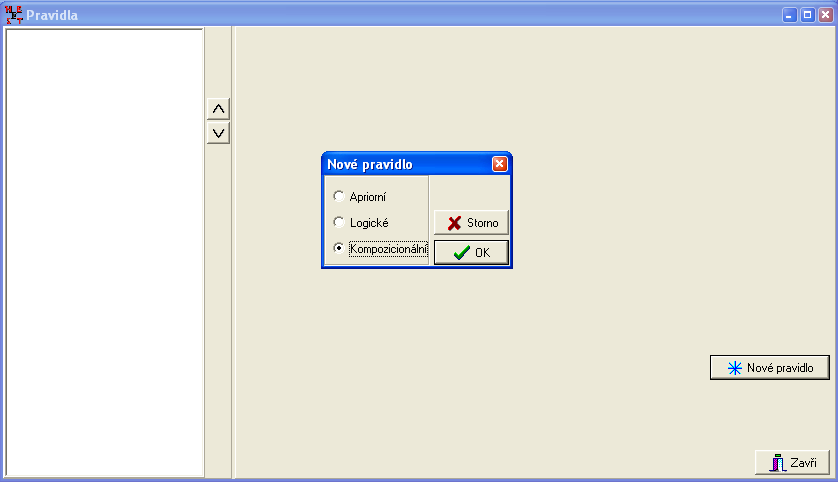 Pravidla
Nové pravidlo
Apriorní
Logické
Kompozicionální
Storno
OK
Nové pravidlo
Zavři